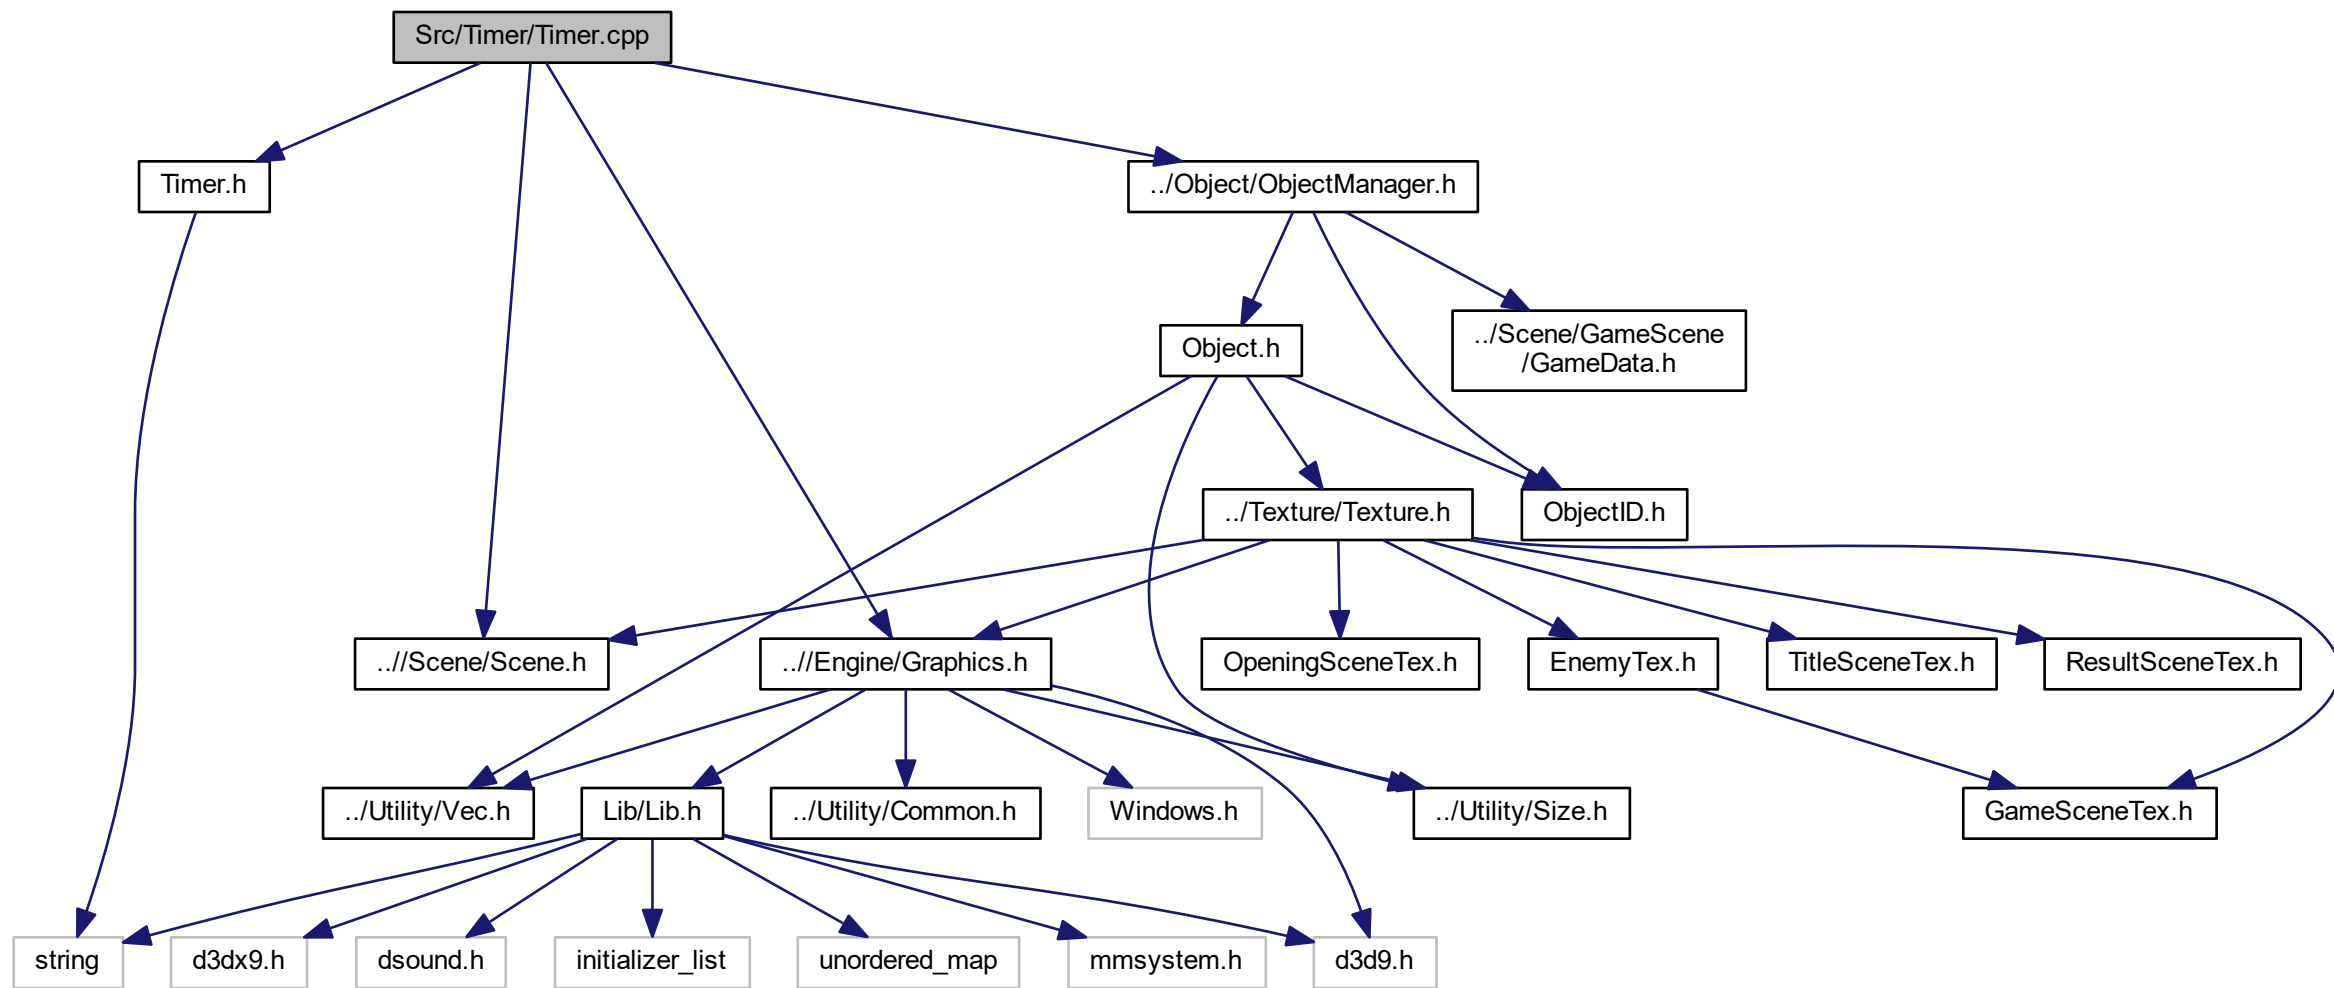 Src/Timer/Timer.cpp
Timer.h
../Object/ObjectManager.h
Object.h
../Scene/GameScene
/GameData.h
../Texture/Texture.h
ObjectID.h
..//Scene/Scene.h
..//Engine/Graphics.h
OpeningSceneTex.h
EnemyTex.h
TitleSceneTex.h
ResultSceneTex.h
../Utility/Vec.h
Lib/Lib.h
../Utility/Common.h
Windows.h
../Utility/Size.h
GameSceneTex.h
string
d3dx9.h
dsound.h
initializer_list
unordered_map
mmsystem.h
d3d9.h